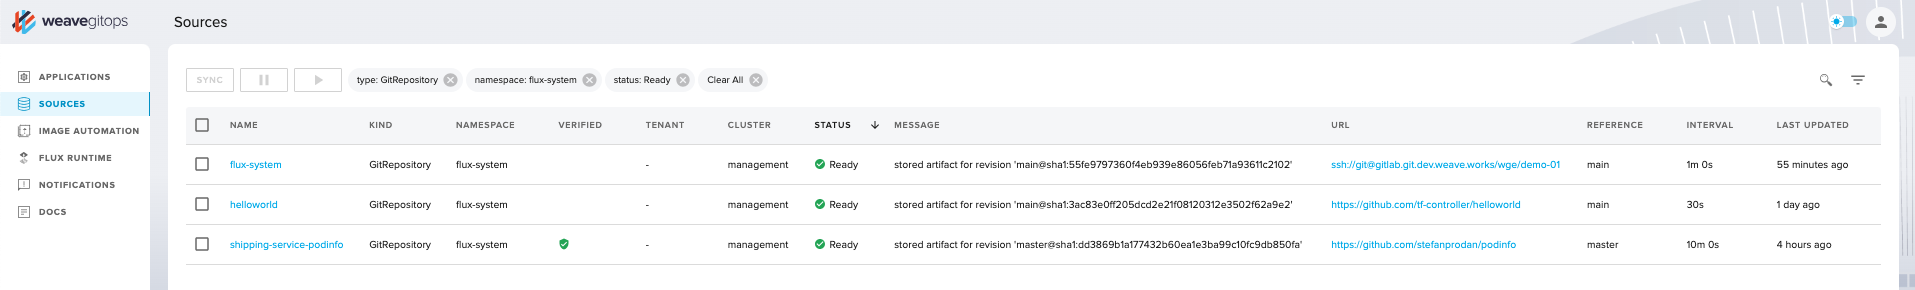 weavegitops
Sources
APPLICATIONS
SOURCES
IMAGE AUTOMATION
FLUX RUNTIME
NOTIFICATIONS
DOCS
SYNC type: GitRepository namespace: flux-system status: Ready Clear All
NAME KIND NAMESPACE VERIFIED TENANT CLUSTER STATUS MESSAGE URL REFERENCE INTERVAL LAST UPDATED
flux-system GitRepository flux-system - management Ready stored artifact for revision 'main@sha1:55fe9797360f4eb939e86056feb71a93611c2102' ssh://git@gitlab.git.dev.weave.works/wge/demo-01 main 1m 0s 55 minutes ago
helloworld GitRepository flux-system - management Ready stored artifact for revision 'main@sha1:3ac83e0ff205dcd2e21f08120312e3502f62a9e2' https://github.com/tf-controller/helloworld main 30s 1 day ago
shipping-service-podinfo GitRepository flux-system - management Ready stored artifact for revision 'master@sha1:dd3869b1a177432b60ea1e3ba99c10fc9db850fa' https://github.com/stefanprodan/podinfo master 10m 0s 4 hours ago